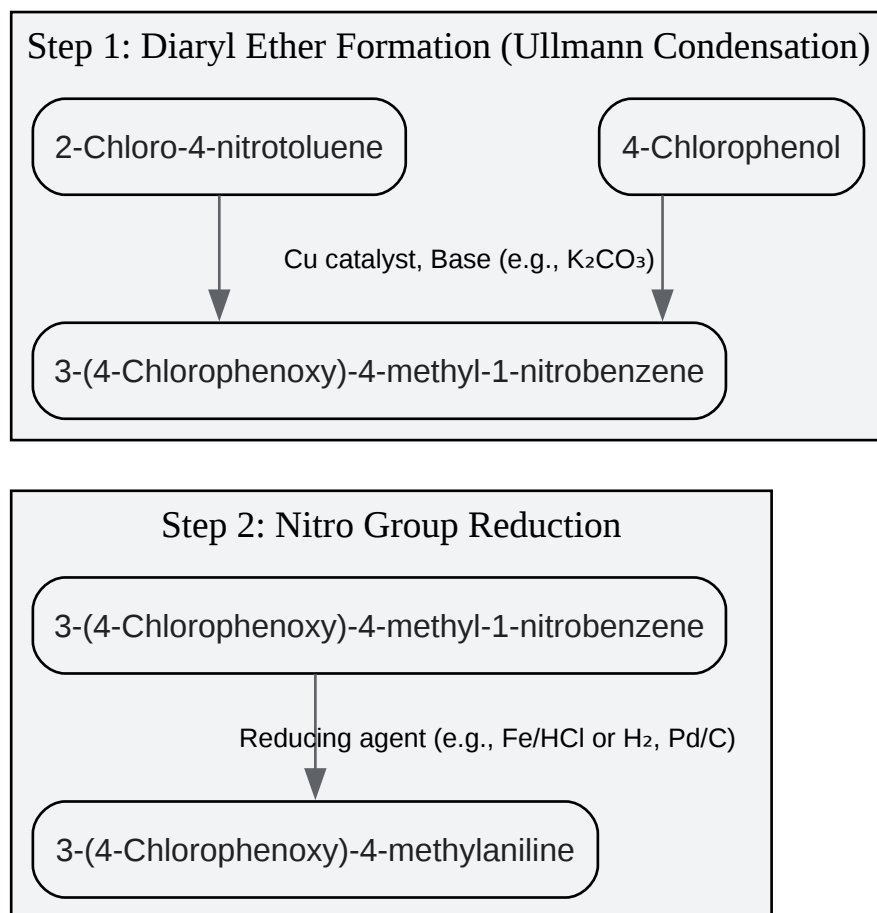 Step 1: Diaryl Ether Formation (Ullmann Condensation)
2-Chloro-4-nitrotoluene
4-Chlorophenol
Cu catalyst, Base (e.g., K₂CO₃)
3-(4-Chlorophenoxy)-4-methyl-1-nitrobenzene
Step 2: Nitro Group Reduction
3-(4-Chlorophenoxy)-4-methyl-1-nitrobenzene
Reducing agent (e.g., Fe/HCl or H₂, Pd/C)
3-(4-Chlorophenoxy)-4-methylaniline